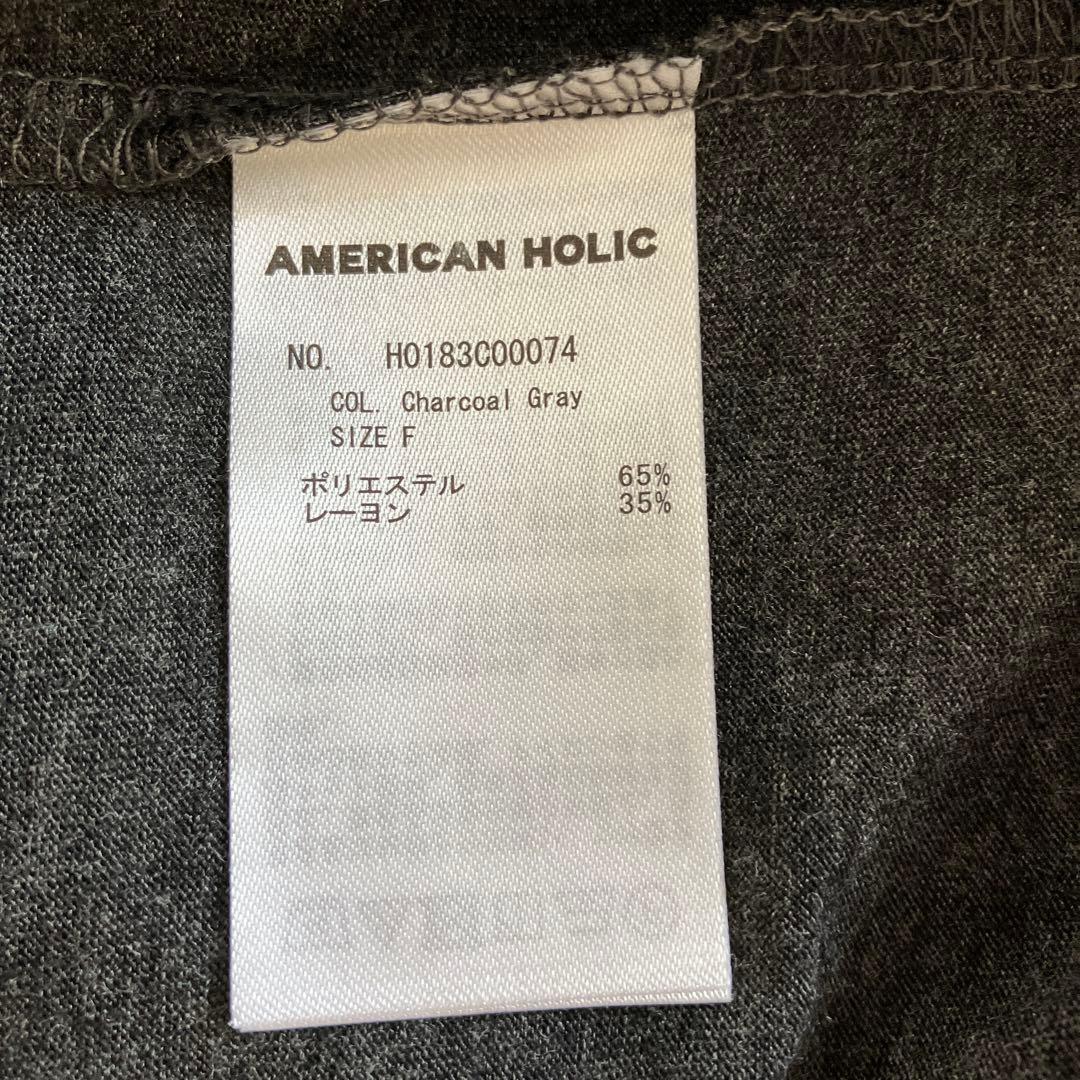 AMERICAN HOLIC
NO. H0183C00074
COL. Charcoal Gray
SIZE F
ポリエステル 65%
レーヨン 35%